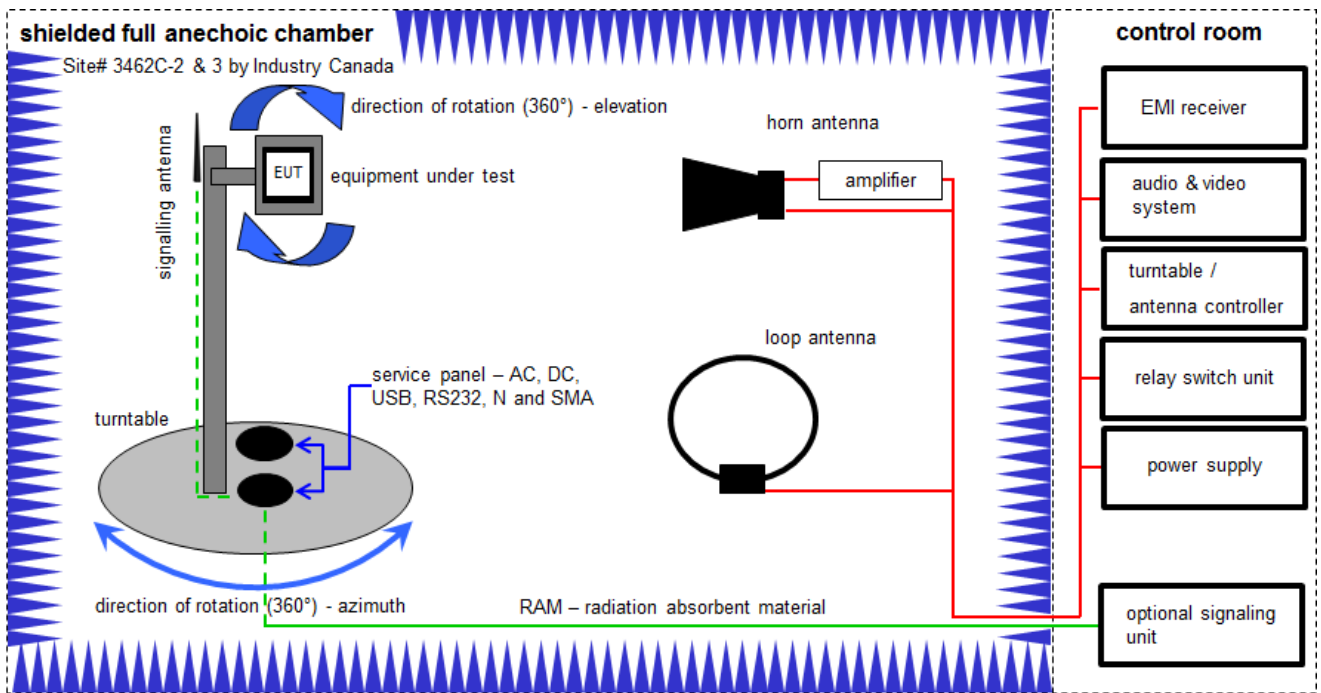 shielded full anechoic chamber
Site# 3462C-2 & 3 by Industry Canada
direction of rotation (360°) - elevation
signalling antenna
EUT
equipment under test
horn antenna
amplifier
loop antenna
service panel – AC, DC,
USB, RS232, N and SMA
turntable
direction of rotation (360°) - azimuth
RAM – radiation absorbent material
control room
EMI receiver
audio & video
system
turntable /
antenna controller
relay switch unit
power supply
optional signaling
unit